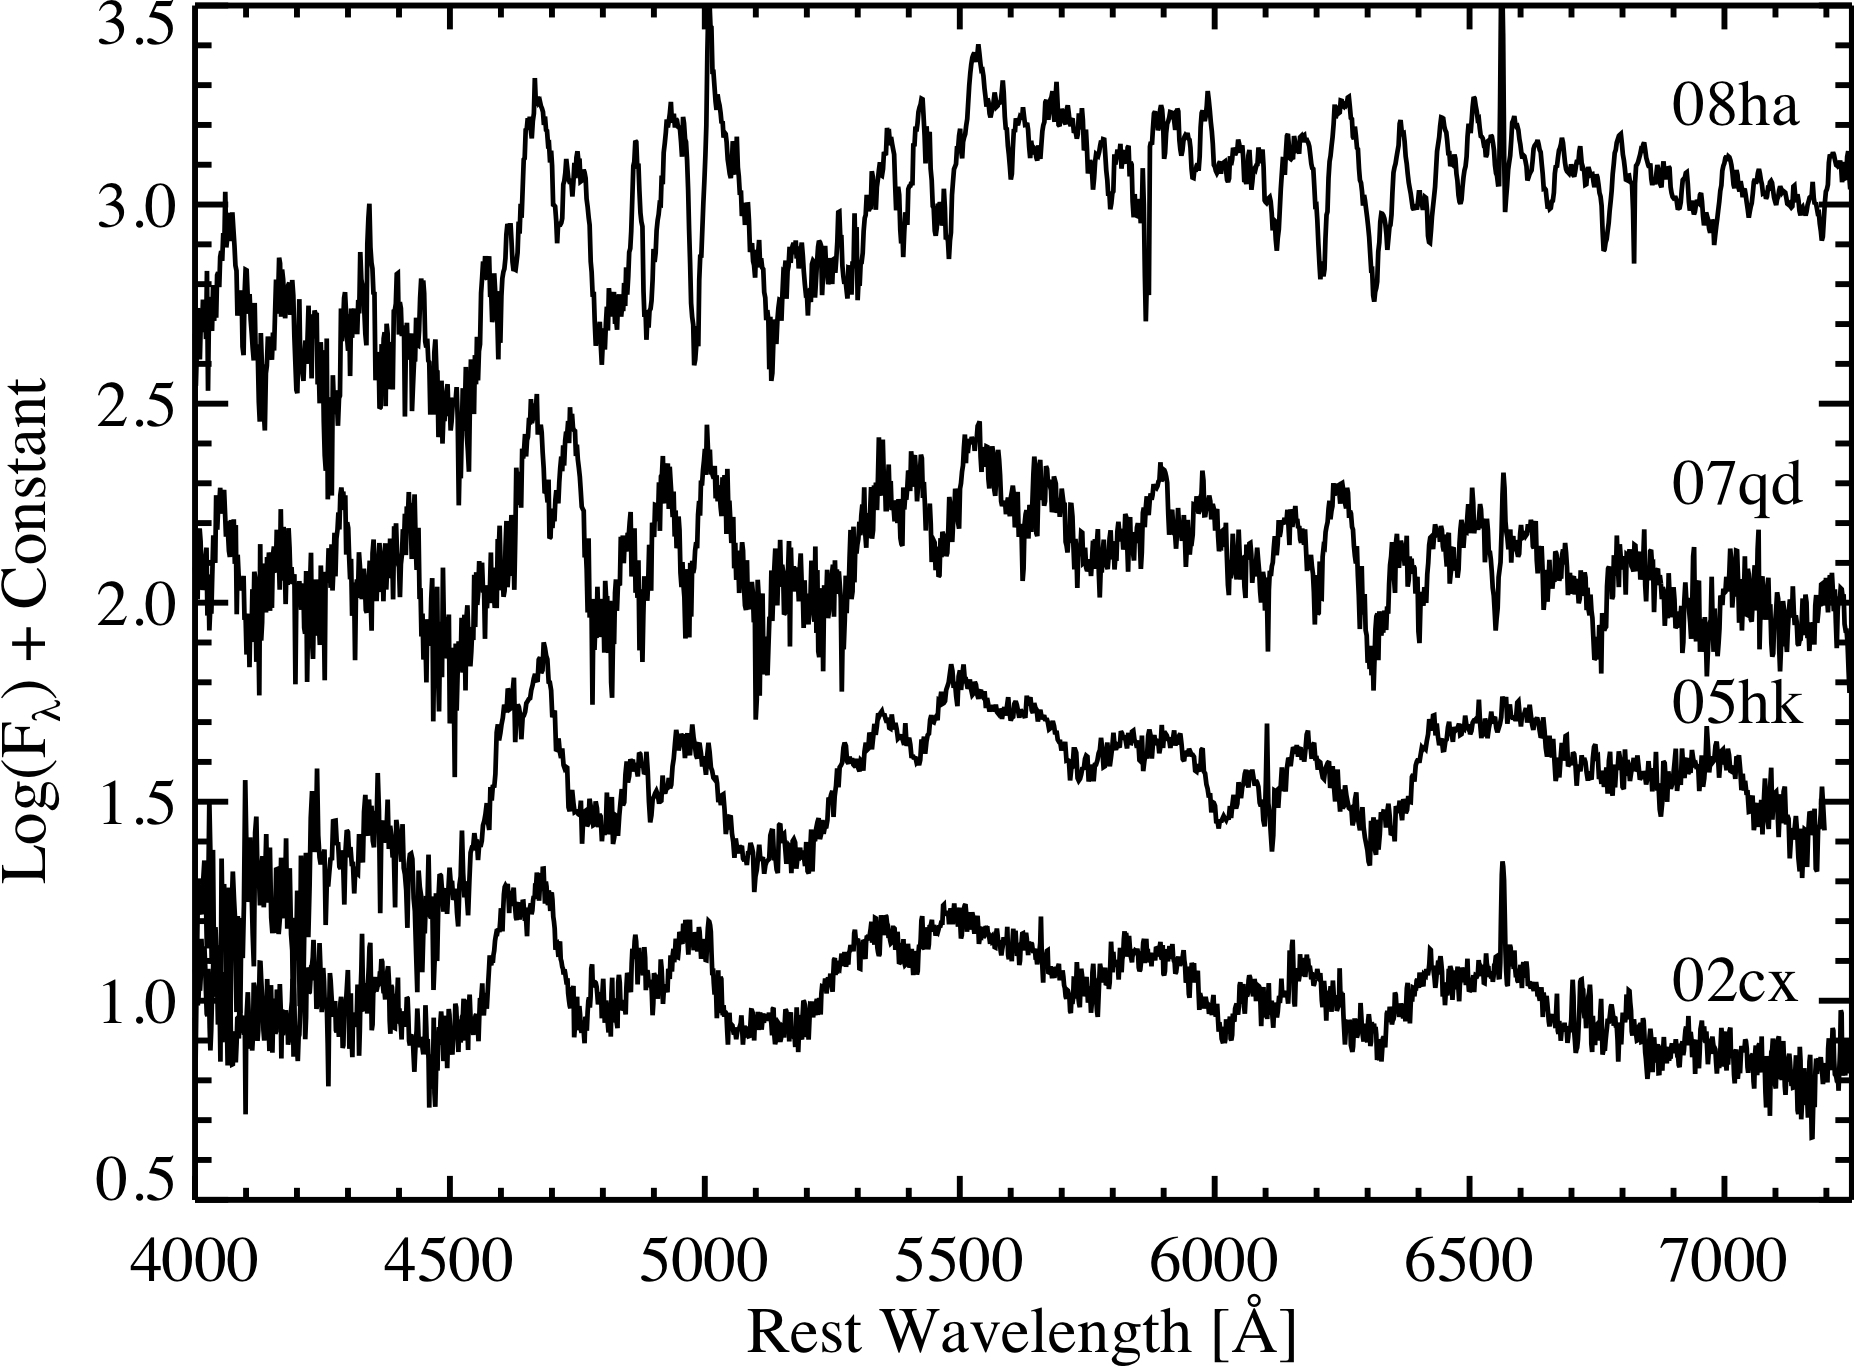 3.5
08ha
3.0
2.5
07qd
2.0
05hk
1.5
02cx
1.0
0.5
Log(Fλ) + Constant
4000 4500 5000 5500 6000 6500 7000
Rest Wavelength [Å]